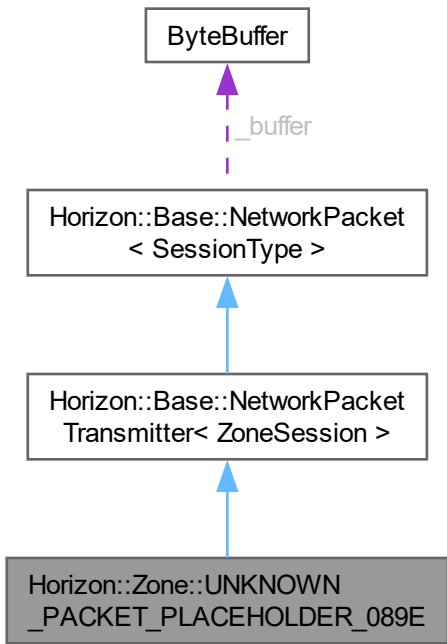 ByteBuffer
_buffer
Horizon::Base::NetworkPacket
< SessionType >
Horizon::Base::NetworkPacket
Transmitter< ZoneSession >
Horizon::Zone::UNKNOWN
_PACKET_PLACEHOLDER_089E